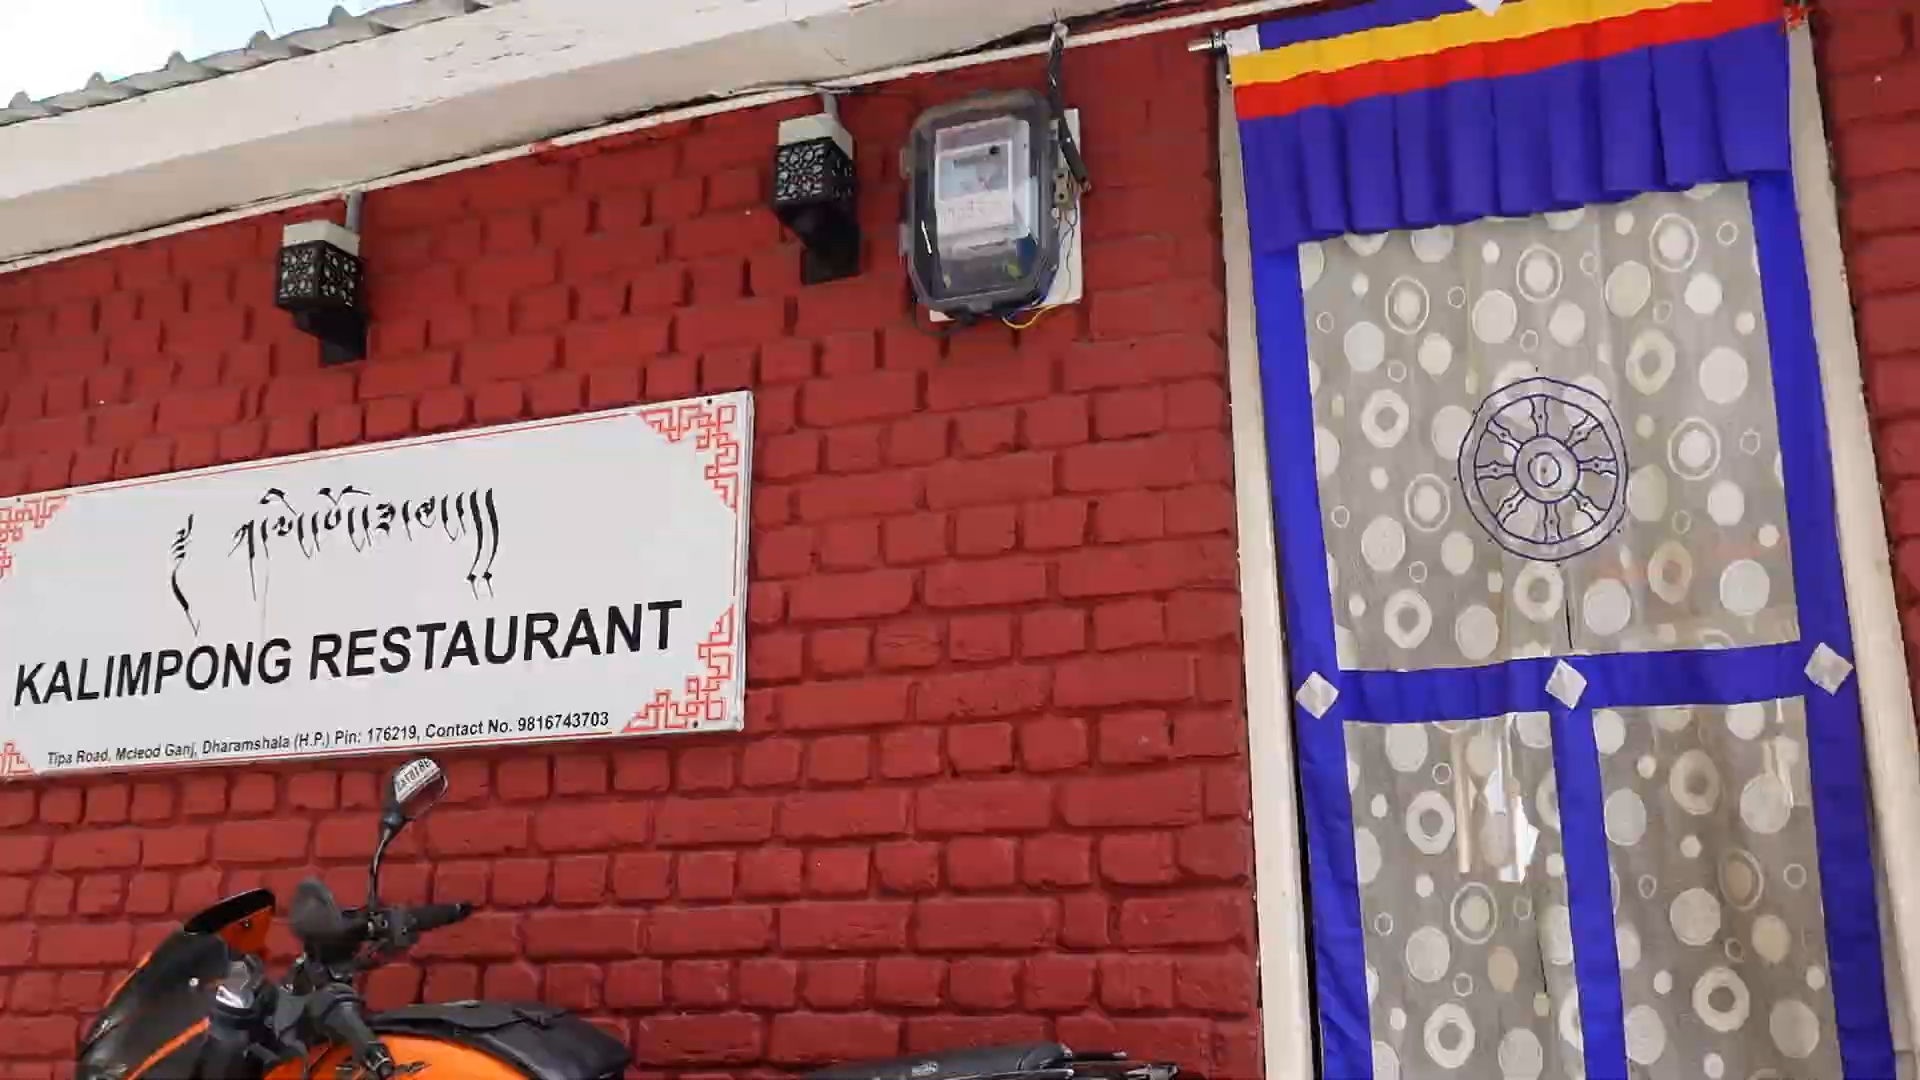 KALIMPONG RESTAURANT
Tipa Road, Mcleod Ganj, Dharamshala (H.P.) Pin: 176219, Contact No. 9816743703